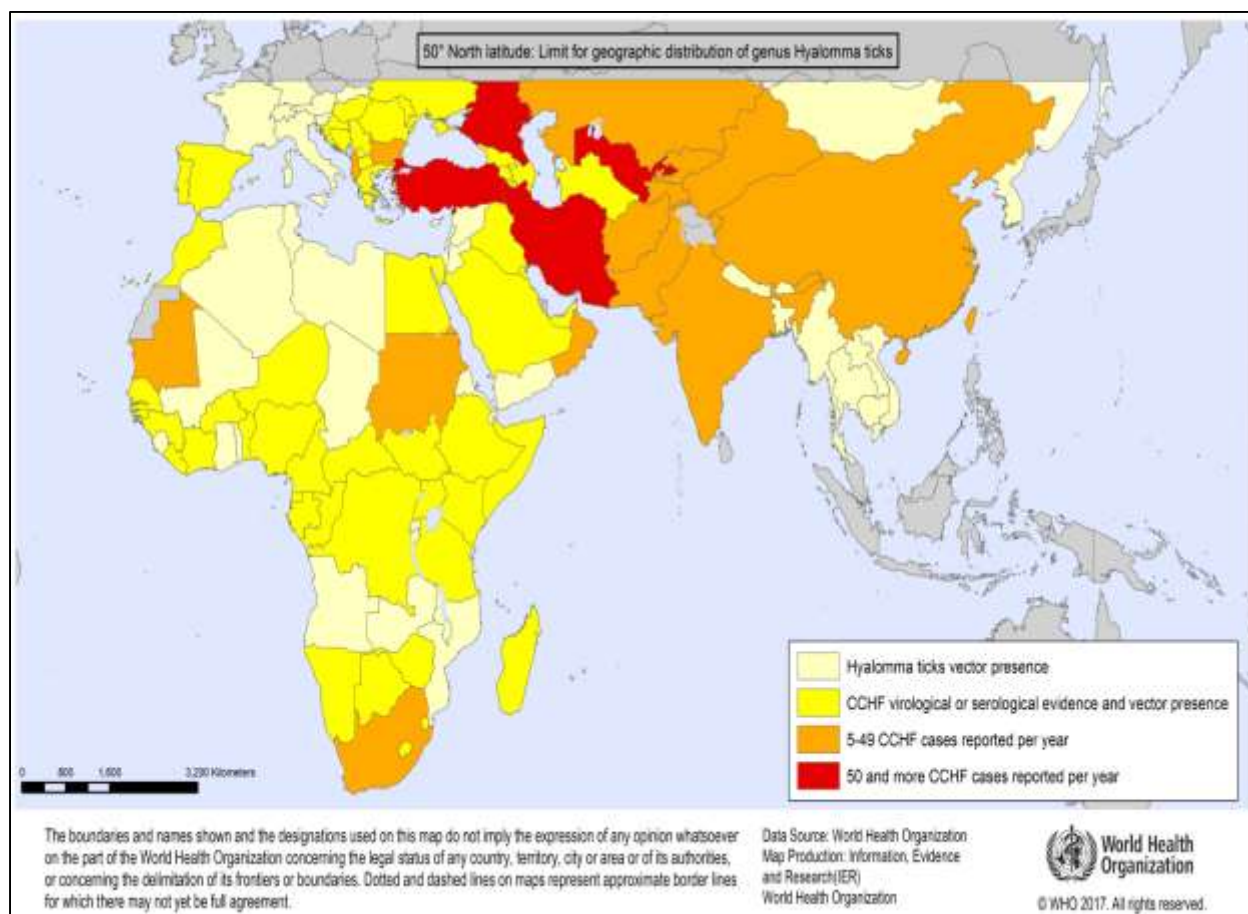 50° North latitude: Limit for geographic distribution of genus Hyalomma ticks
Hyalomma ticks vector presence
CCHF virological or serological evidence and vector presence
5-49 CCHF cases reported per year
50 and more CCHF cases reported per year
0 Kilometers
The boundaries and names shown and the designations used on this map do not imply the expression of any opinion whatsoever
on the part of the World Health Organization concerning the legal status of any country, territory, city or area or of its authorities,
or concerning the delimitation of its frontiers or boundaries. Dotted and dashed lines on maps represent approximate border lines
for which there may not yet be full agreement.
Data Source: World Health Organization
Map Production: Information, Evidence
and Research(IER)
World Health Organization
World Health
Organization
© WHO 2017. All rights reserved.